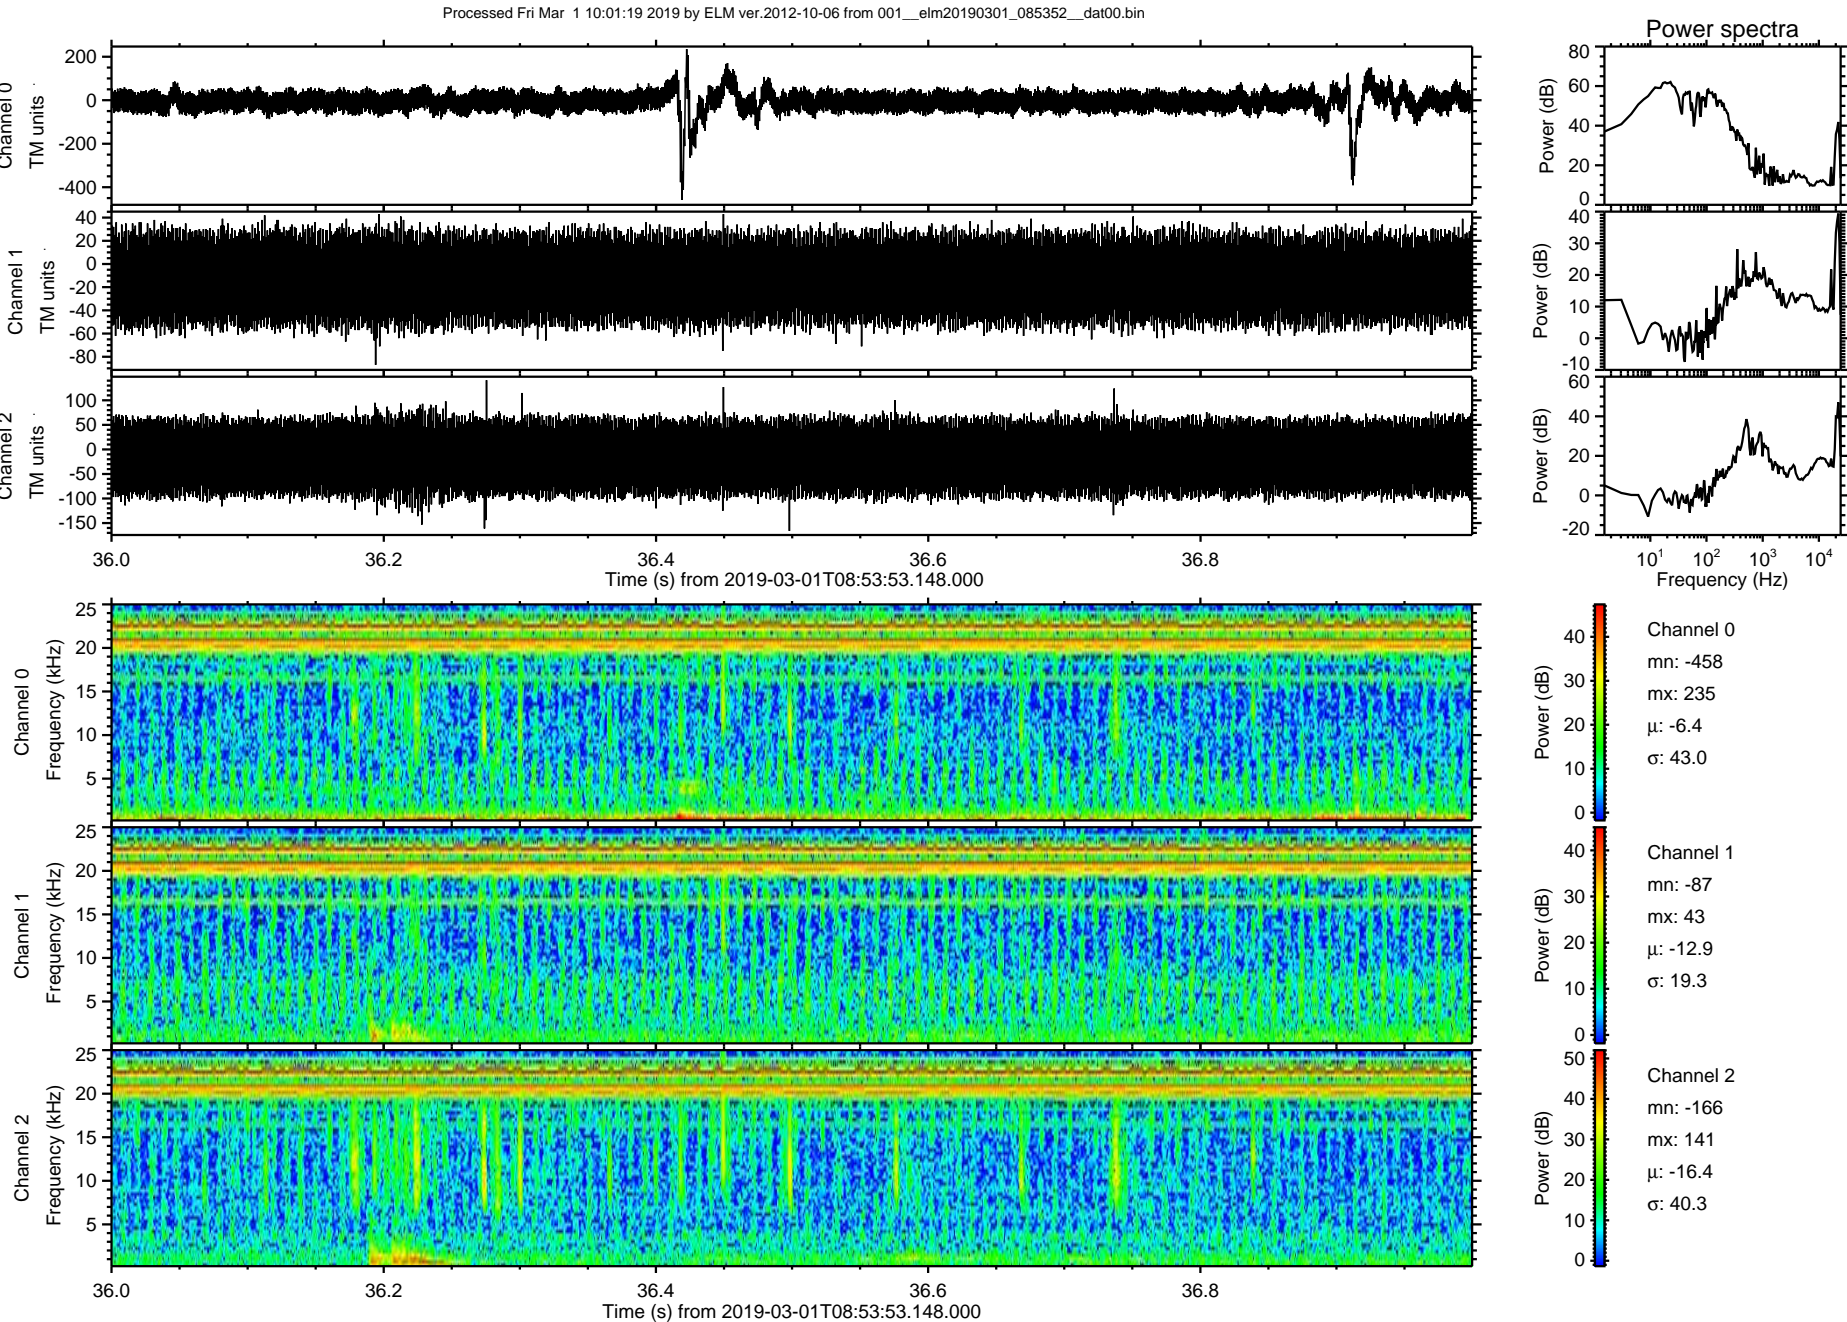 Processed Fri Mar  1 10:01:19 2019 by ELM ver.2012-10-06 from 001__elm20190301_085352__dat00.bin
Power spectra
Channel 0
TM units
200
0
-200
-400
Power (dB)
80
60
40
20
0
Channel 1
TM units
40
20
0
-20
-40
-60
-80
Power (dB)
40
30
20
10
0
-10
Channel 2
TM units
100
50
0
-50
-100
-150
Power (dB)
60
40
20
0
-20
36.0 36.2 36.4 36.6 36.8
Time (s) from 2019-03-01T08:53:53.148.000
10¹ 10² 10³ 10⁴
Frequency (Hz)
Channel 0
Frequency (kHz)
25
20
15
10
5
Power (dB)
40
30
20
10
0
Channel 0
mn: -458
mx: 235
μ: -6.4
σ: 43.0
Channel 1
Frequency (kHz)
25
20
15
10
5
Power (dB)
40
30
20
10
0
Channel 1
mn: -87
mx: 43
μ: -12.9
σ: 19.3
Channel 2
Frequency (kHz)
25
20
15
10
5
Power (dB)
50
40
30
20
10
0
Channel 2
mn: -166
mx: 141
μ: -16.4
σ: 40.3
36.0 36.2 36.4 36.6 36.8
Time (s) from 2019-03-01T08:53:53.148.000